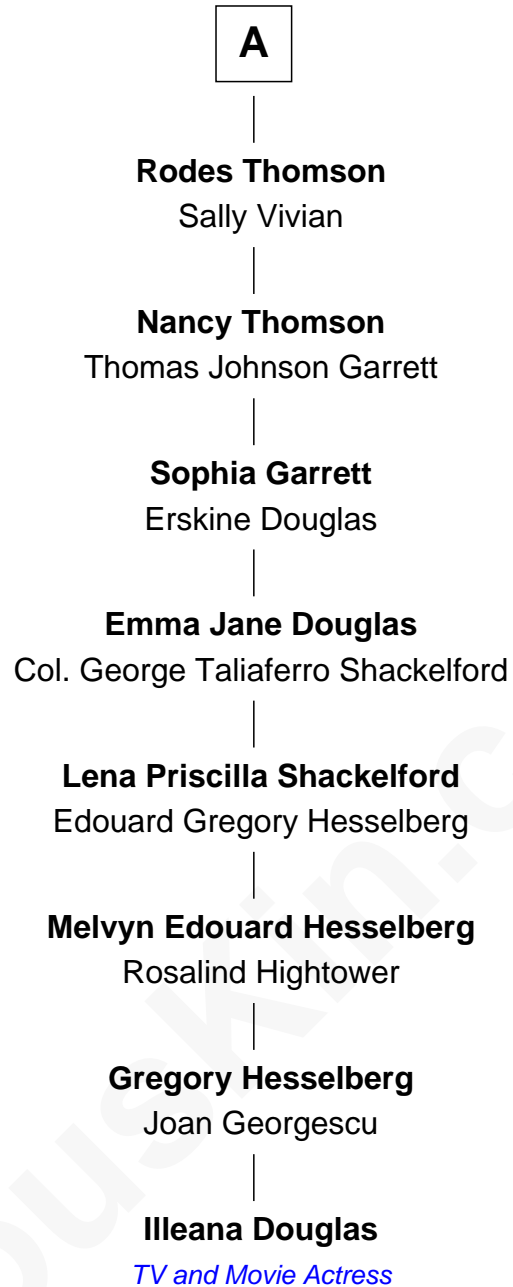 A
Rodes Thomson
Sally Vivian
Nancy Thomson
Thomas Johnson Garrett
Sophia Garrett
Erskine Douglas
Emma Jane Douglas
Col. George Taliaferro Shackelford
Lena Priscilla Shackelford
Edouard Gregory Hesselberg
Melvyn Edouard Hesselberg
Rosalind Hightower
Gregory Hesselberg
Joan Georgescu
Illeana Douglas
TV and Movie Actress